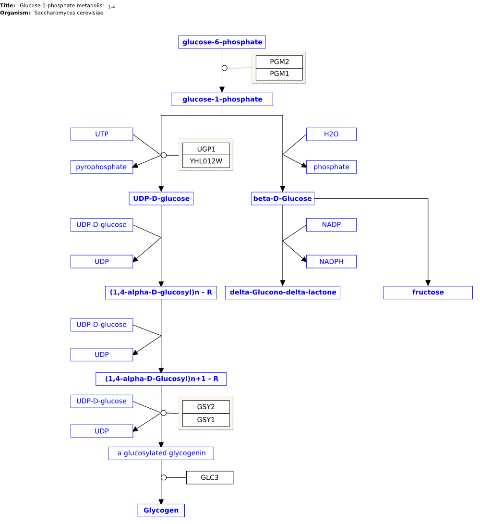 Title: Glucose-1-phosphate metabolis
Organism: Saccharomyces cerevisiae
glucose-6-phosphate
PGM2
PGM1
glucose-1-phosphate
UTP
H2O
UGP1
YHL012W
pyrophosphate
phosphate
UDP-D-glucose
beta-D-Glucose
UDP-D-glucose
NADP
UDP
NADPH
(1,4-alpha-D-glucosyl)n - R
delta-Glucono-delta-lactone
fructose
UDP-D-glucose
UDP
(1,4-alpha-D-Glucosyl)n+1 - R
UDP-D-glucose
GSY2
GSY1
UDP
a glucosylated glycogenin
GLC3
Glycogen